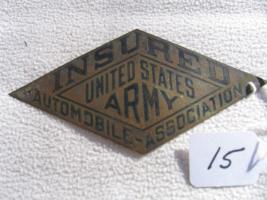 INSURED
UNITED STATES
ARMY
AUTOMOBILE-ASSOCIATION
15